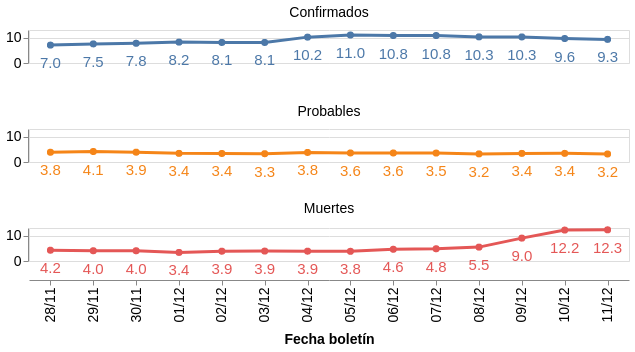 Confirmados
10
0
7.0 7.5 7.8 8.2 8.1 8.1 10.2 11.0 10.8 10.8 10.3 10.3 9.6 9.3
Probables
10
0
3.8 4.1 3.9 3.4 3.4 3.3 3.8 3.6 3.6 3.5 3.2 3.4 3.4 3.2
Muertes
10
0
4.2 4.0 4.0 3.4 3.9 3.9 3.9 3.8 4.6 4.8 5.5 9.0 12.2 12.3
28/11 29/11 30/11 01/12 02/12 03/12 04/12 05/12 06/12 07/12 08/12 09/12 10/12 11/12
Fecha boletín